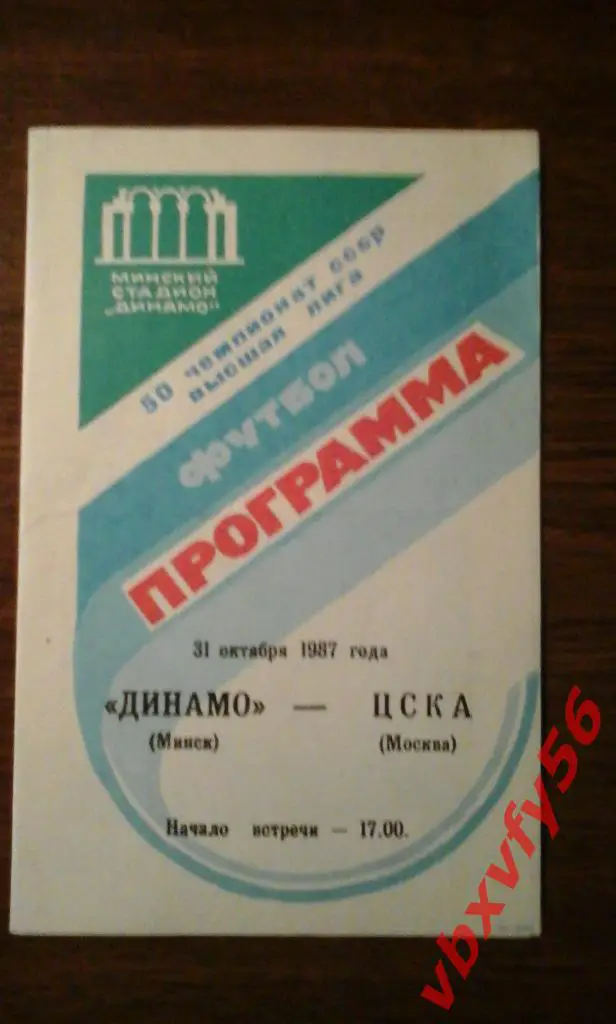 МИНСКИЙ
СТАДИОН
„ДИНАМО"
50 чемпионат ссср
высшая лига
футбол
ПРОГРАММА
31 октября 1987 года
«ДИНАМО» — ЦСКА
(Минск) (Москва)
Начало встречи — 17.00.
vbxvfy56